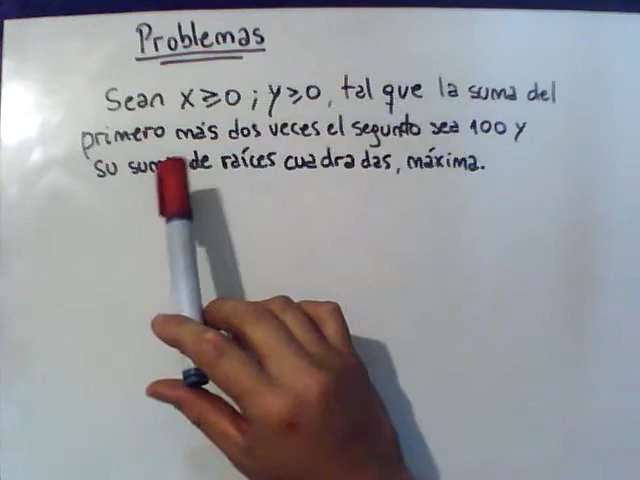 Problemas
Sean x ≥ 0 ; y ≥ 0, tal que la suma del
primero más dos veces el segundo sea 100 y
su suma de raíces cuadradas, máxima.